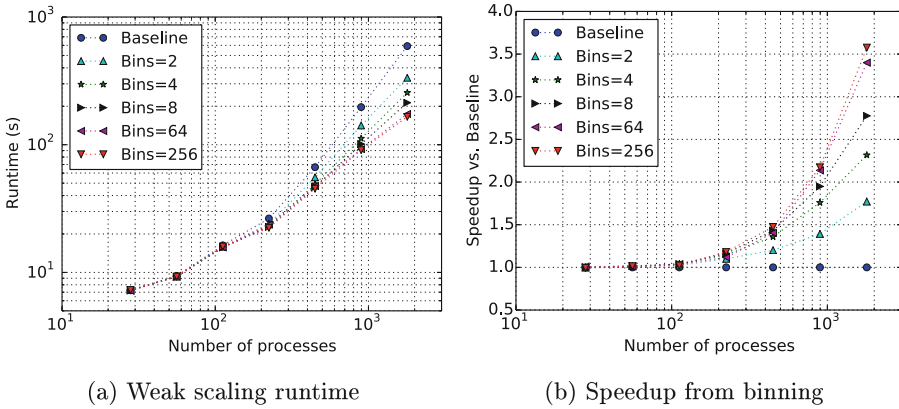 10³
10²
10¹
Runtime (s)
Baseline
Bins=2
Bins=4
Bins=8
Bins=64
Bins=256
10¹ 10² 10³
Number of processes
(a) Weak scaling runtime
4.0
3.5
3.0
2.5
2.0
1.5
1.0
0.5
Speedup vs. Baseline
Baseline
Bins=2
Bins=4
Bins=8
Bins=64
Bins=256
10¹ 10² 10³
Number of processes
(b) Speedup from binning